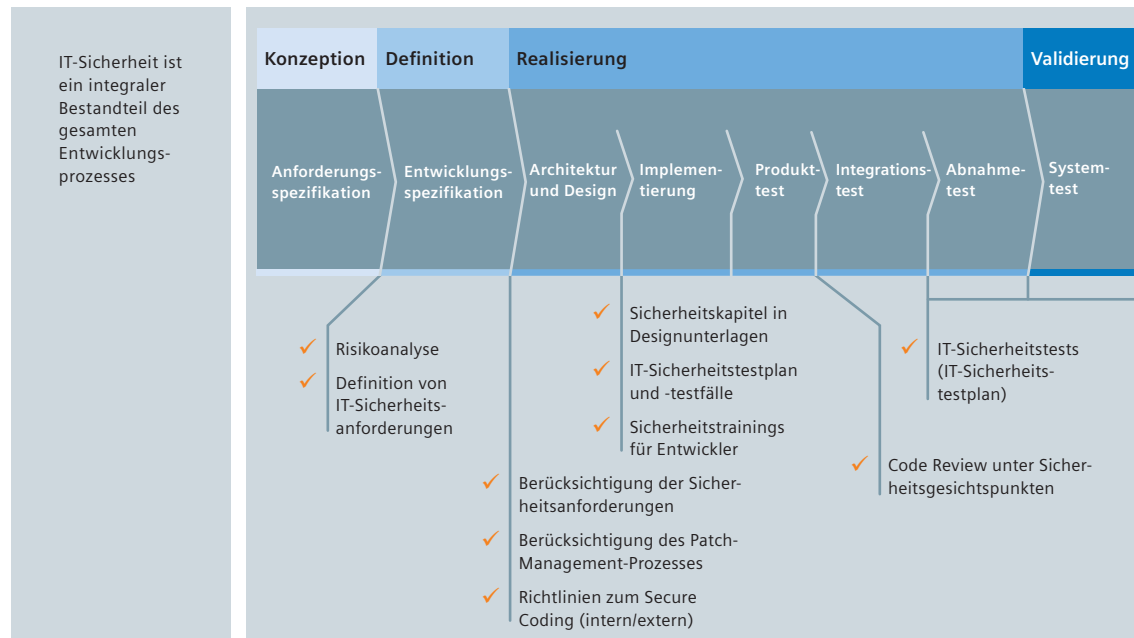 IT-Sicherheit ist
ein integraler
Bestandteil des
gesamten
Entwicklungs-
prozesses
Konzeption
Definition
Realisierung
Validierung
Anforderungs-
spezifikation
Entwicklungs-
spezifikation
Architektur
und Design
Implemen-
tierung
Produkt-
test
Integrations-
test
Abnahme-
test
System-
test
Risikoanalyse
Definition von
IT-Sicherheits-
anforderungen
Sicherheitskapitel in
Designunterlagen
IT-Sicherheitstestplan
und -testfälle
Sicherheitstrainings
für Entwickler
IT-Sicherheitstests
(IT-Sicherheits-
testplan)
Code Review unter Sicher-
heitsgesichtspunkten
Berücksichtigung der Sicher-
heitsanforderungen
Berücksichtigung des Patch-
Management-Prozesses
Richtlinien zum Secure
Coding (intern/extern)